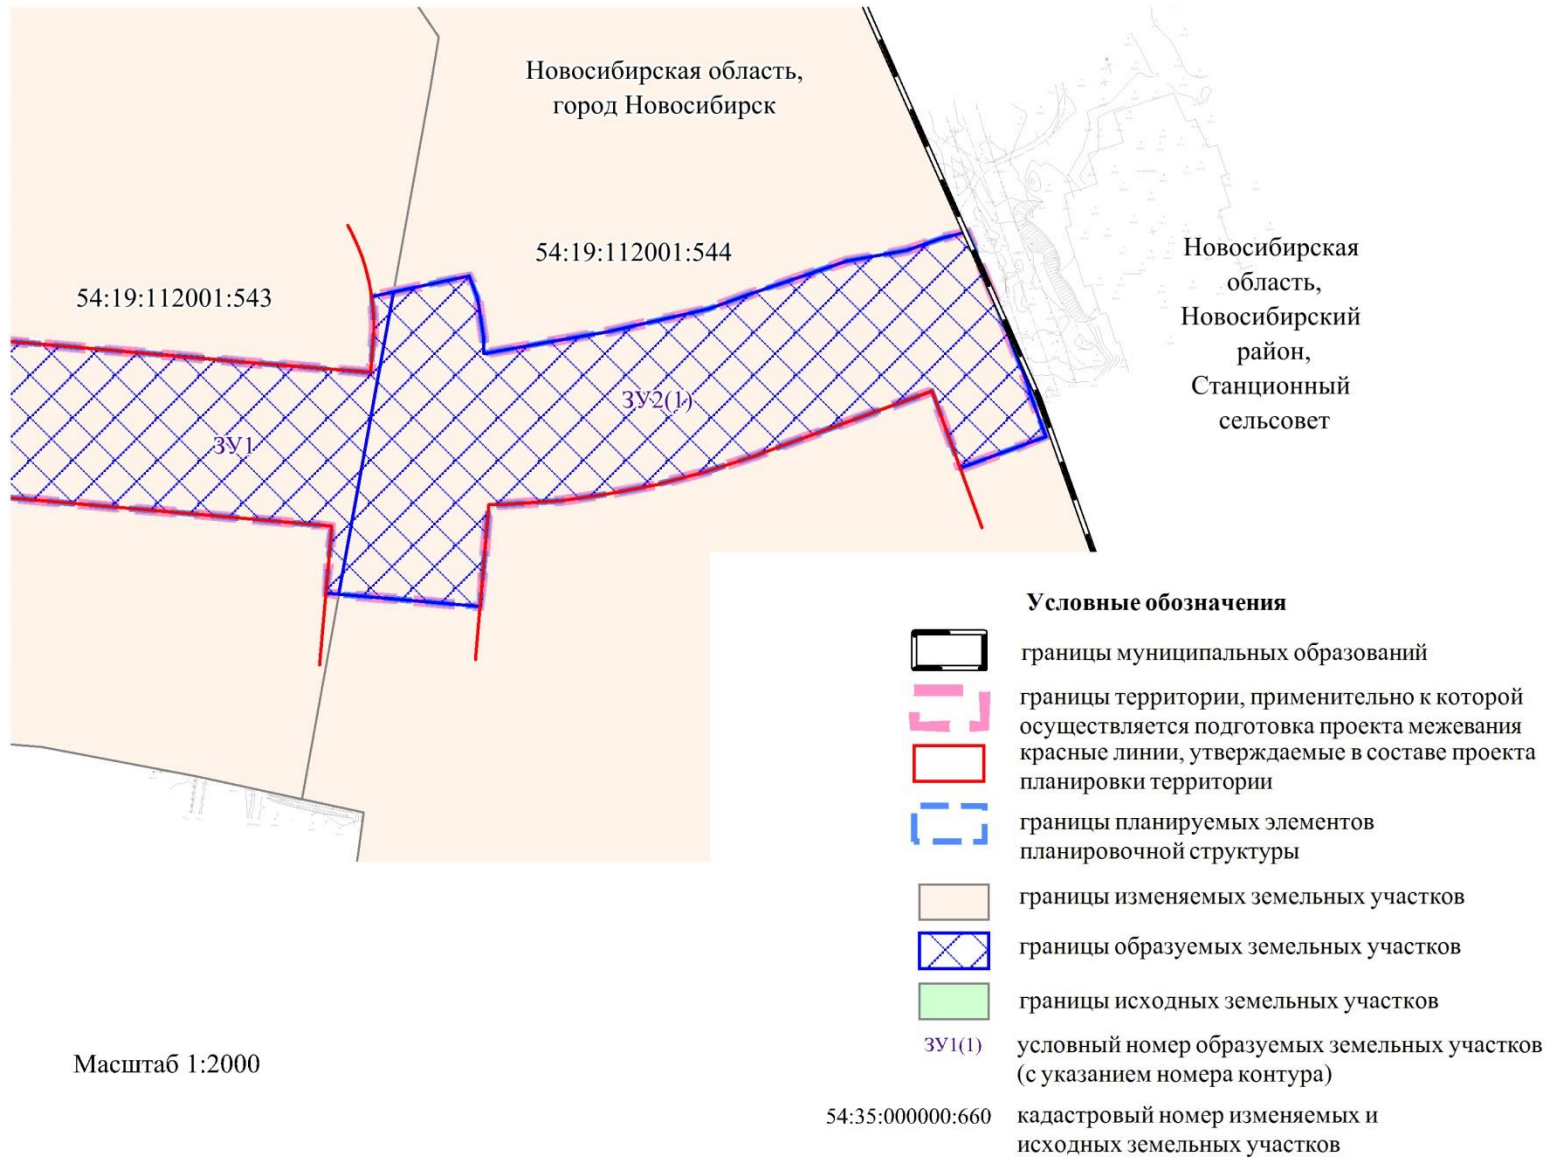 Новосибирская область,
город Новосибирск
54:19:112001:544
54:19:112001:543
Новосибирская
область,
Новосибирский
район,
Станционный
сельсовет
ЗУ2(1)
ЗУ1
Условные обозначения
границы муниципальных образований
границы территории, применительно к которой
осуществляется подготовка проекта межевания
красные линии, утверждаемые в составе проекта
планировки территории
границы планируемых элементов
планировочной структуры
границы изменяемых земельных участков
границы образуемых земельных участков
границы исходных земельных участков
ЗУ1(1) условный номер образуемых земельных участков
(с указанием номера контура)
54:35:000000:660 кадастровый номер изменяемых и
исходных земельных участков
Масштаб 1:2000